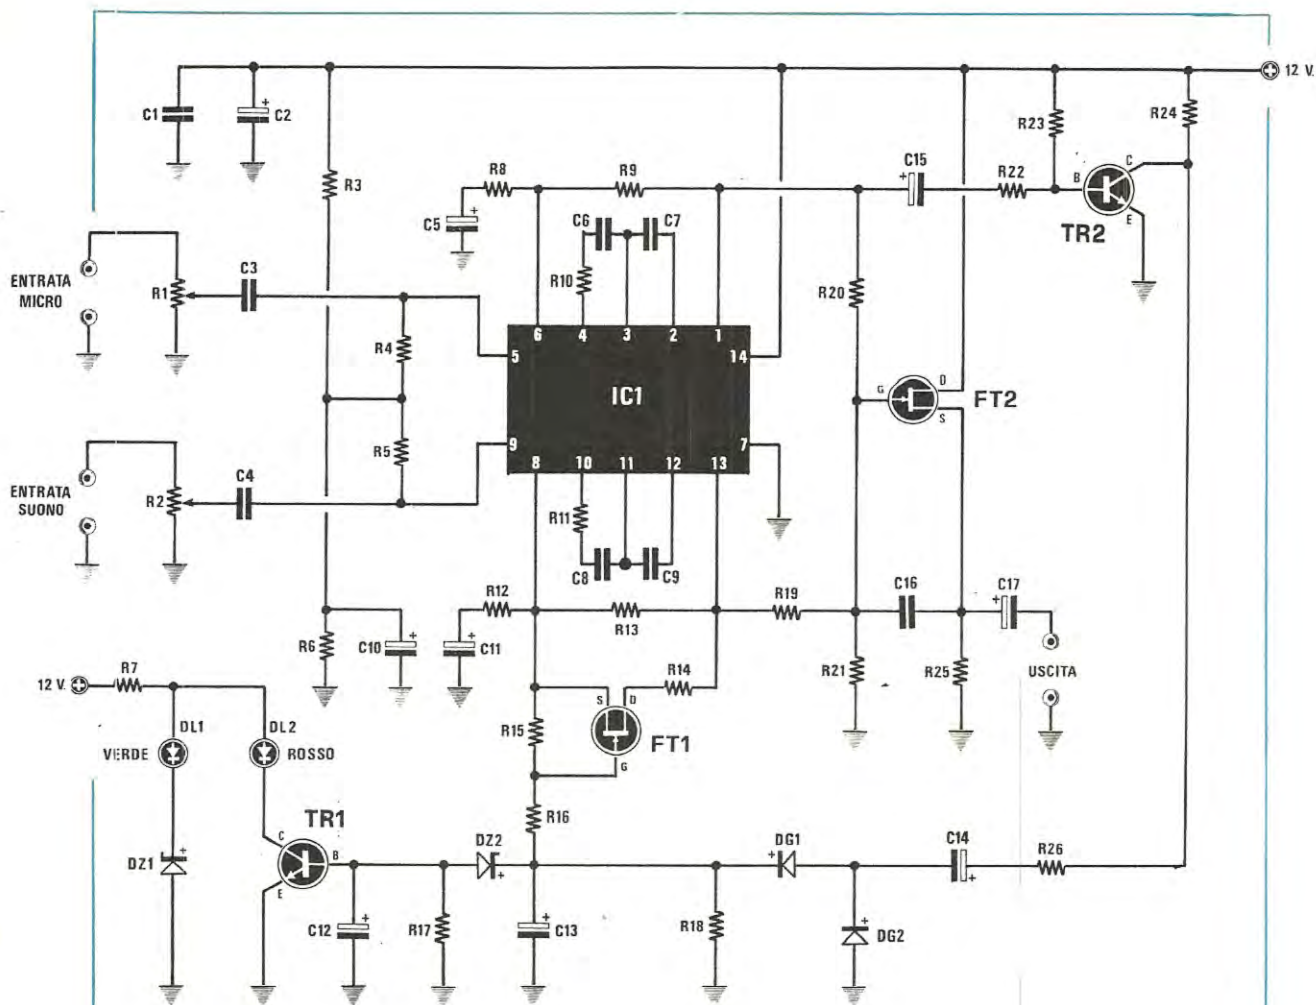 12 V.
C1
C2
R3
R8
R9
C15
R22
R23
R24
C
B
E
TR2
C5
C6
C7
R10
ENTRATA
MICRO
R1
C3
R4
R20
6
4
3
2
1
5
14
IC1
9
7
8
10
11
12
13
G
D
S
FT2
ENTRATA
SUONO
R2
C4
R5
R11
C8
C9
R12
R13
R19
C16
C17
R6
C10
C11
R14
R21
R25
USCITA
12 V.
R7
DL1
VERDE
DL2
ROSSO
S
D
G
R15
FT1
R16
TR1
C
B
E
DZ1
DZ2
DG1
C14
R26
C12
R17
C13
R18
DG2